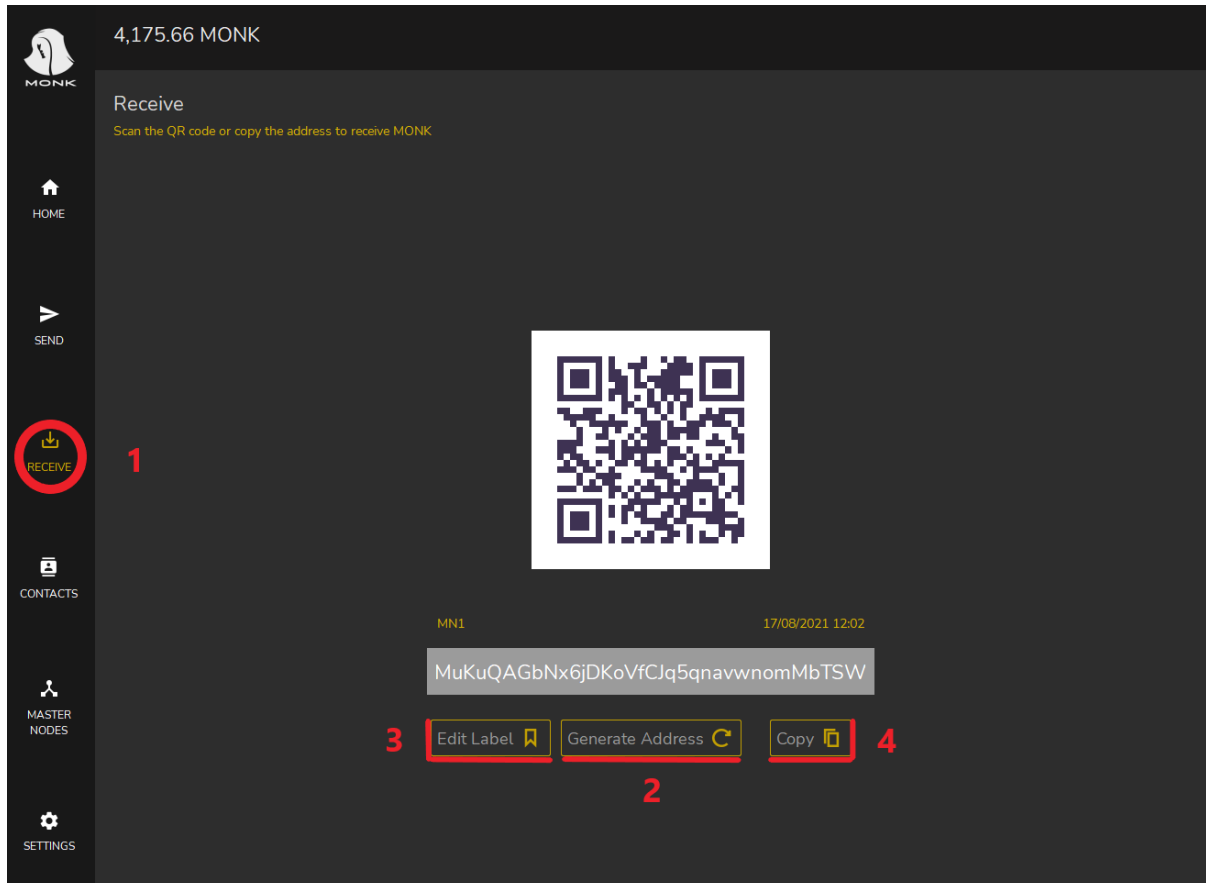 MONK
4,175.66 MONK
Receive
Scan the QR code or copy the address to receive MONK
HOME
SEND
RECEIVE
1
CONTACTS
MASTER
NODES
SETTINGS
MN1 17/08/2021 12:02
MuKuQAGbNx6jDKoVfCJq5qnavwnomMbTSW
3 Edit Label Generate Address Copy 4
2